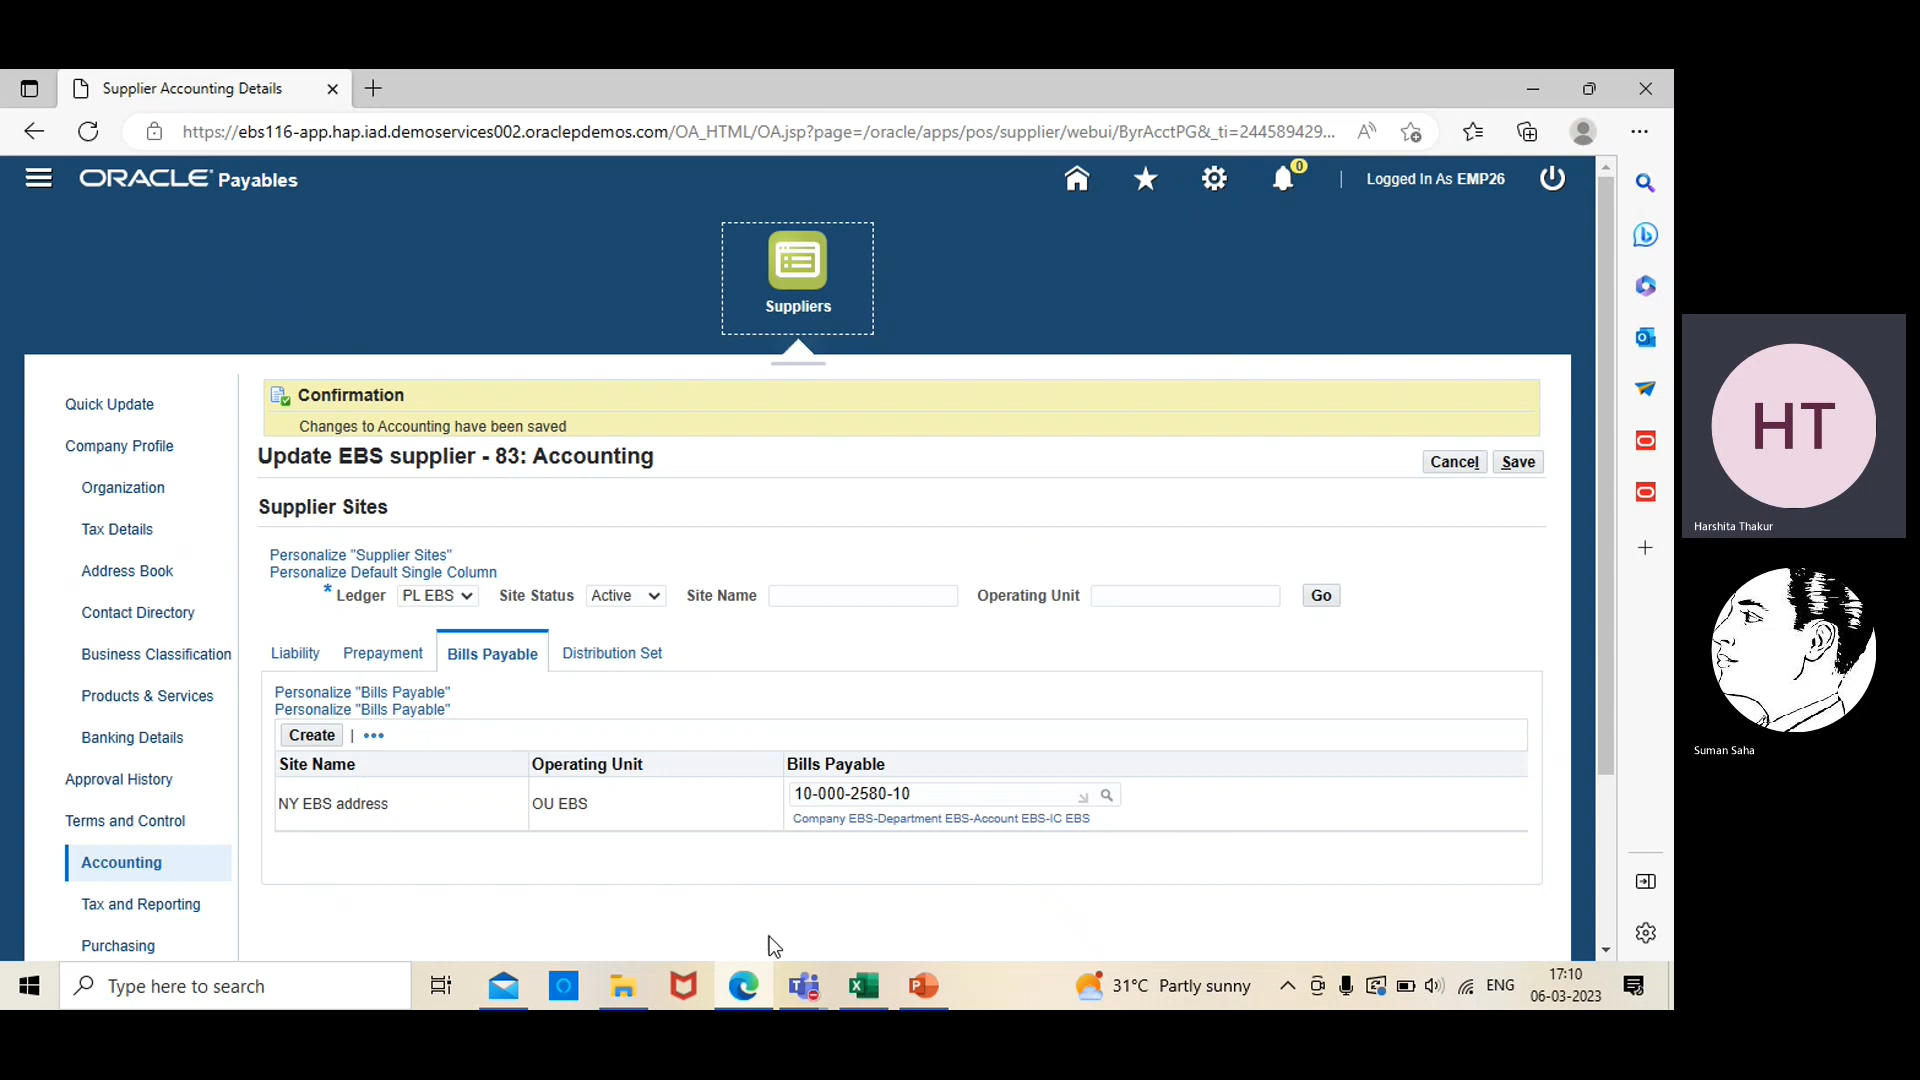 Supplier Accounting Details
https://ebs116-app.hap.iad.demoservices002.oraclepdemos.com/OA_HTML/OA.jsp?page=/oracle/apps/pos/supplier/webui/ByrAcctPG&_ti=244589429...
ORACLE Payables
0
Logged In As EMP26
Suppliers
Quick Update
Company Profile
Organization
Tax Details
Address Book
Contact Directory
Business Classification
Products & Services
Banking Details
Approval History
Terms and Control
Accounting
Tax and Reporting
Purchasing
Confirmation
Changes to Accounting have been saved
Update EBS supplier - 83: Accounting
Cancel Save
Supplier Sites
Personalize "Supplier Sites"
Personalize Default Single Column
* Ledger PL EBS Site Status Active Site Name Operating Unit Go
Liability Prepayment Bills Payable Distribution Set
Personalize "Bills Payable"
Personalize "Bills Payable"
Create | •••
Site Name Operating Unit Bills Payable
NY EBS address OU EBS 10-000-2580-10
Company EBS-Department EBS-Account EBS-IC EBS
HT
Harshita Thakur
Suman Saha
Type here to search
31°C Partly sunny
ENG
17:10
06-03-2023